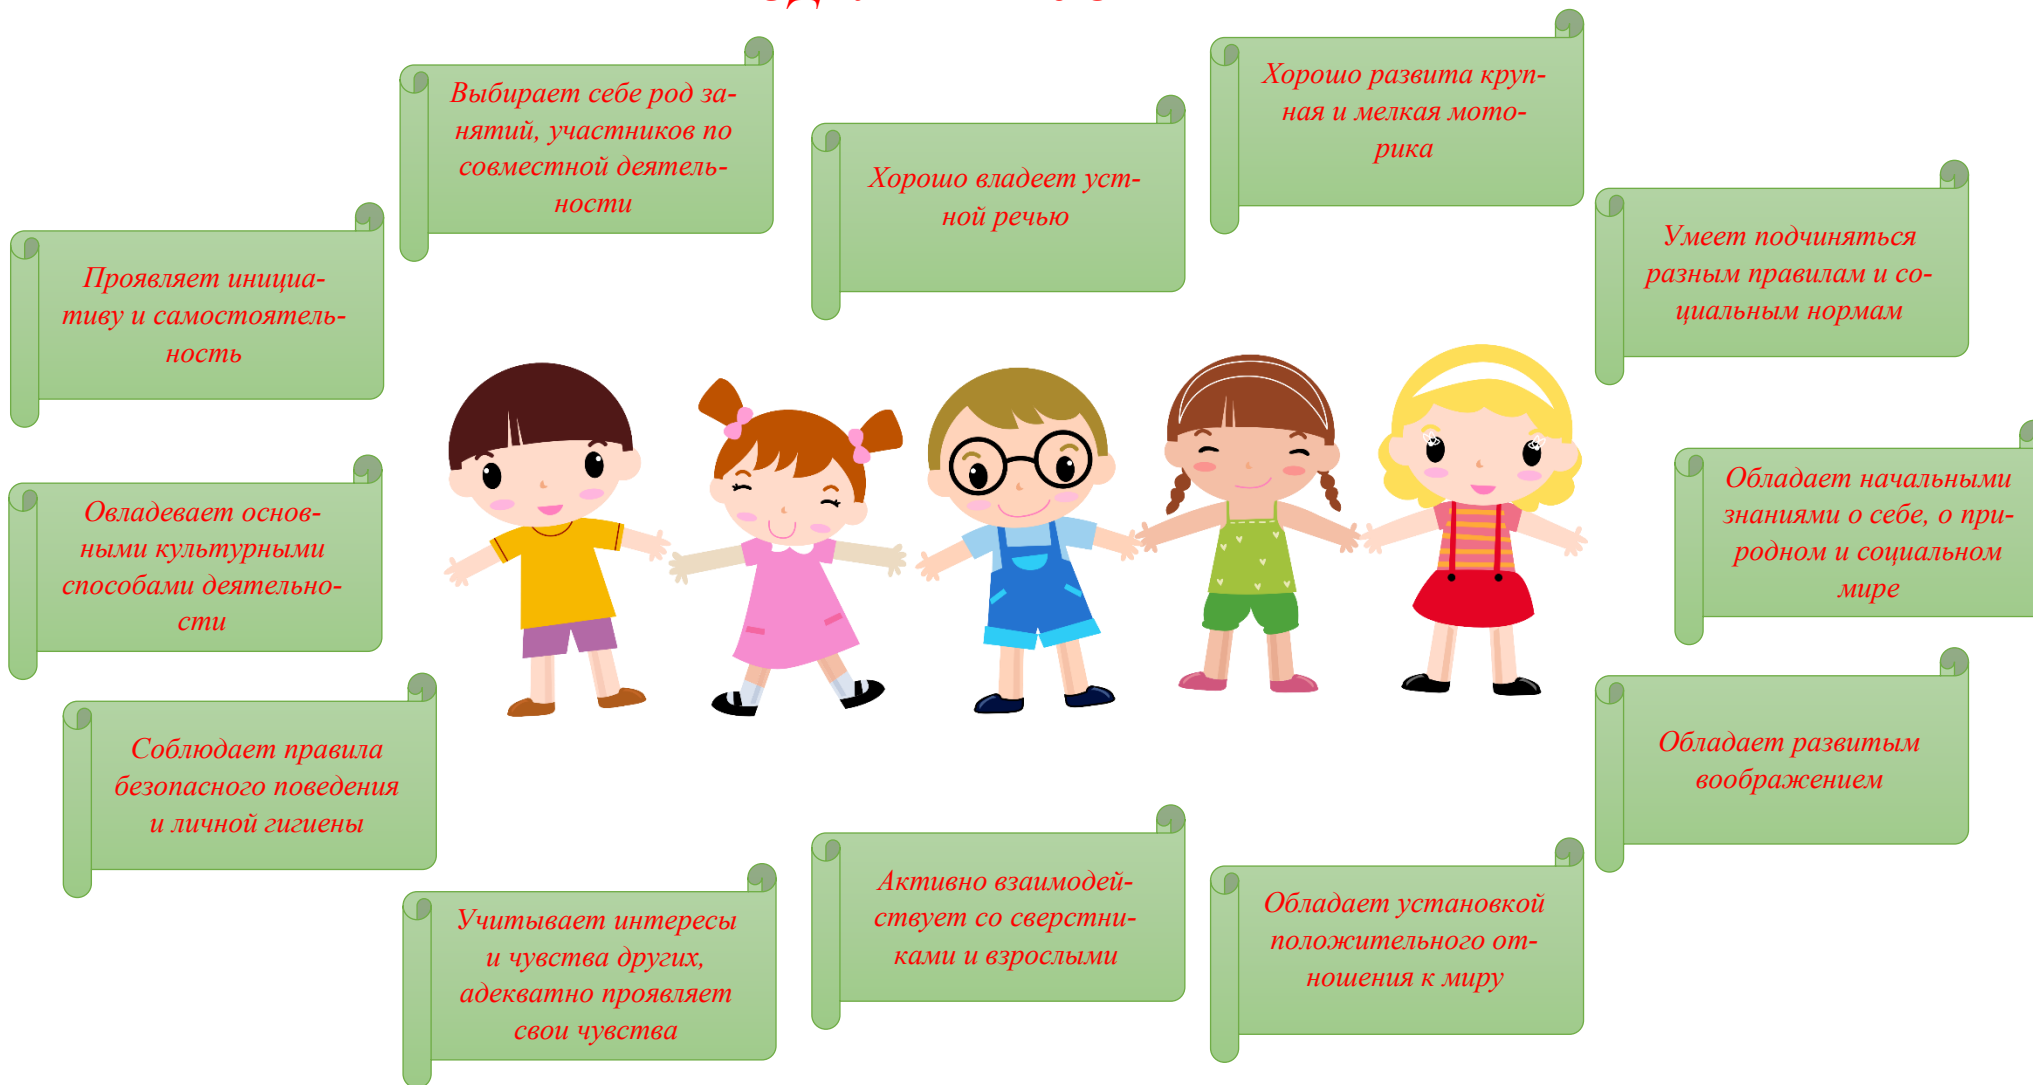 Выбирает себе род за-
нятий, участников по
совместной деятель-
ности
Хорошо владеет уст-
ной речью
Хорошо развита круп-
ная и мелкая мото-
рика
Проявляет инициа-
тиву и самостоятель-
ность
Умеет подчиняться
разным правилам и со-
циальным нормам
Овладевает основ-
ными культурными
способами деятельно-
сти
Обладает начальными
знаниями о себе, о при-
родном и социальном
мире
Соблюдает правила
безопасного поведения
и личной гигиены
Обладает развитым
воображением
Учитывает интересы
и чувства других,
адекватно проявляет
свои чувства
Активно взаимодей-
ствует со сверстни-
ками и взрослыми
Обладает установкой
положительного от-
ношения к миру